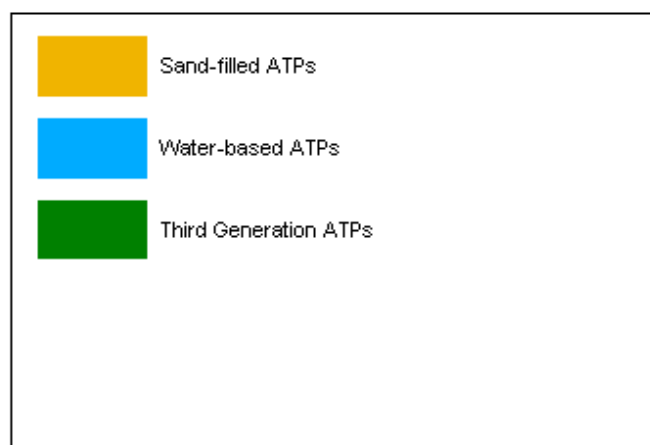 Sand-filled ATPs
Water-based ATPs
Third Generation ATPs